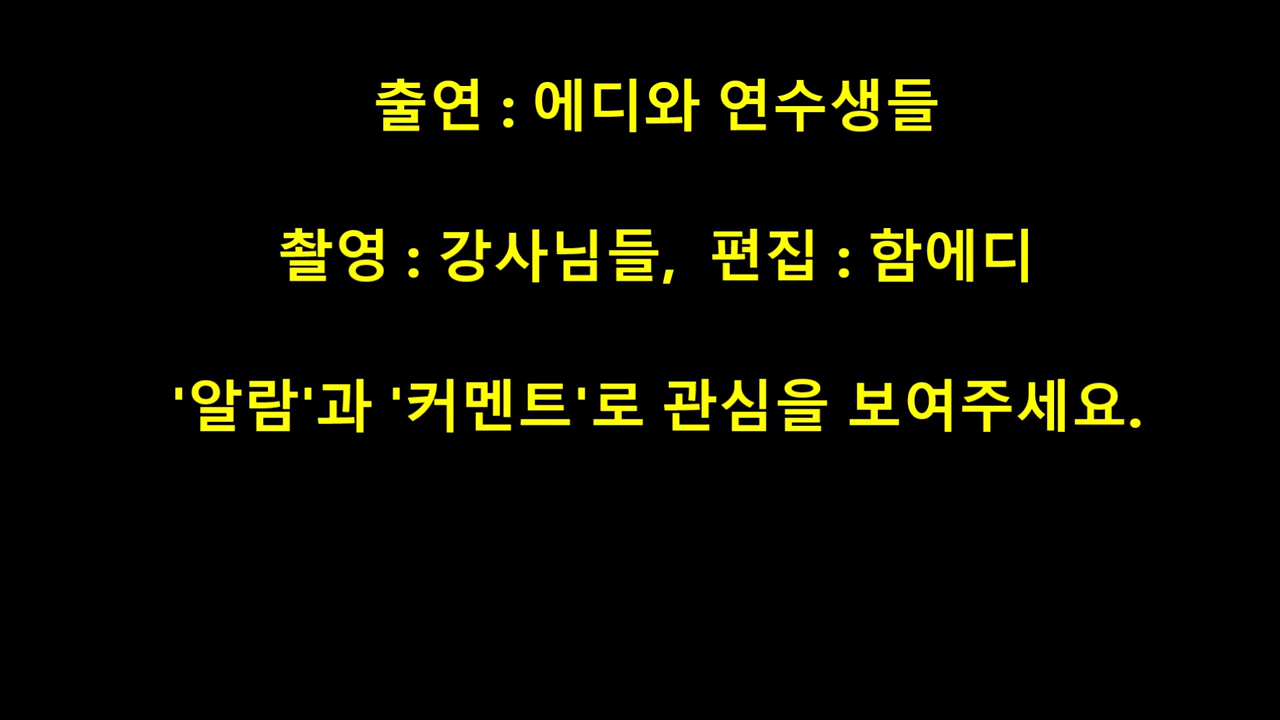 출연 : 에디와 연수생들
촬영 : 강사님들, 편집 : 함에디
'알람'과 '커멘트'로 관심을 보여주세요.